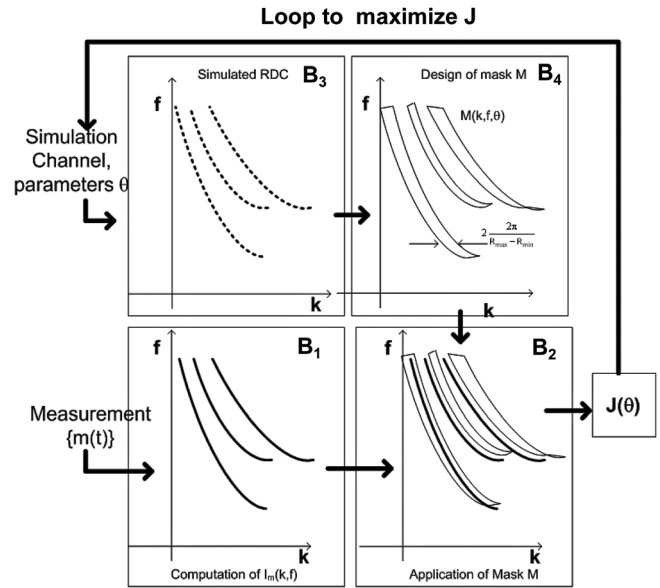 Loop to maximize J
Simulated RDC
B₃
f
k
Design of mask M
B₄
f
M(k,f,θ)
2 2π / Rmax − Rmin
k
Simulation
Channel,
parameters θ
B₁
f
k
Computation of Iₘ(k,f)
B₂
f
k
Application of Mask M
Measurement
{m(t)}
J(θ)